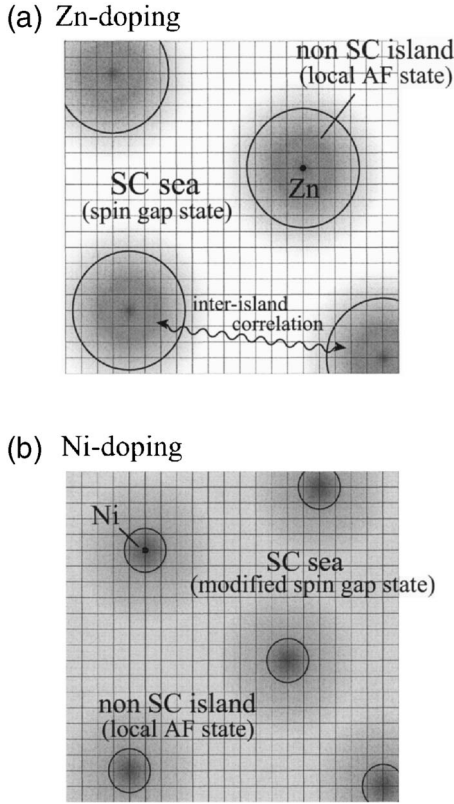 (a) Zn-doping
non SC island
(local AF state)
Zn
SC sea
(spin gap state)
inter-island
correlation
(b) Ni-doping
Ni
SC sea
(modified spin gap state)
non SC island
(local AF state)